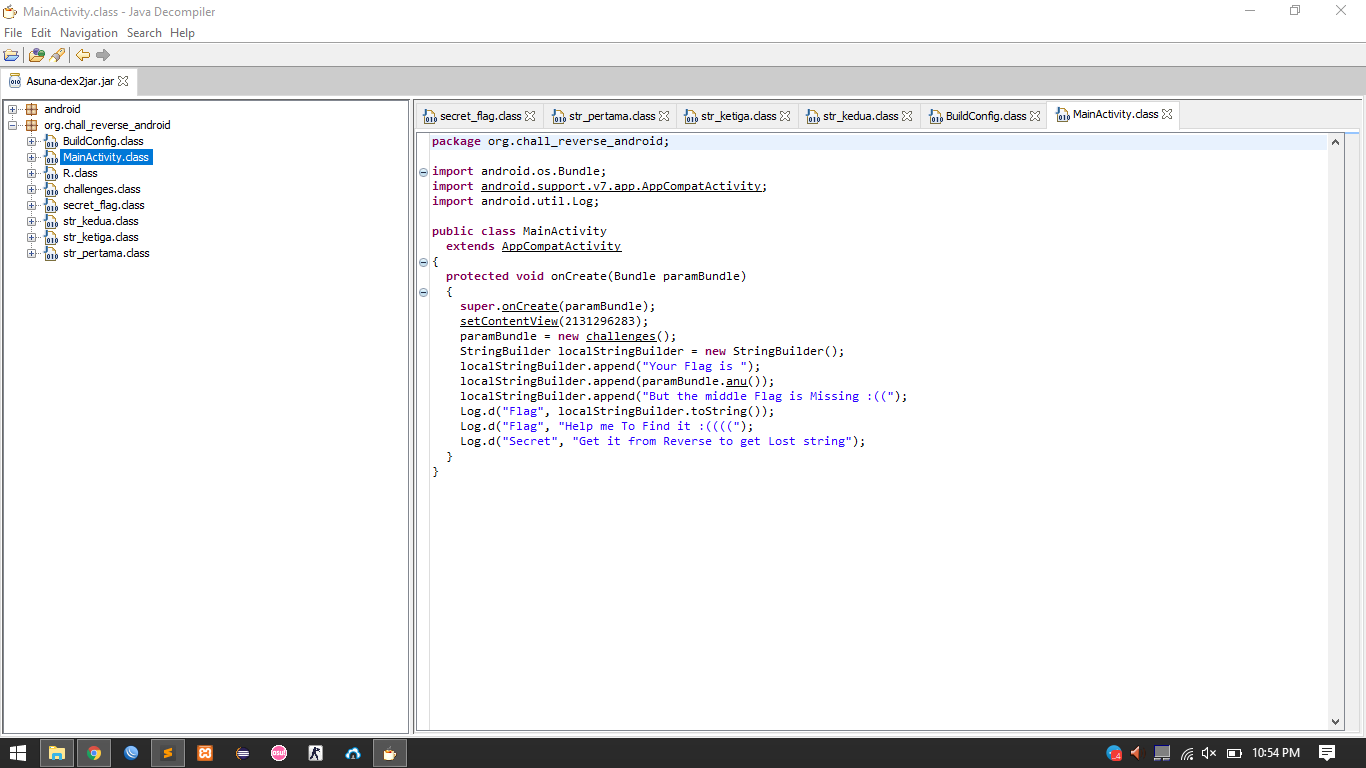 MainActivity.class - Java Decompiler
File Edit Navigation Search Help
Asuna-dex2jar.jar
android
org.chall_reverse_android
BuildConfig.class
MainActivity.class
R.class
challenges.class
secret_flag.class
str_kedua.class
str_ketiga.class
str_pertama.class
secret_flag.class str_pertama.class str_ketiga.class str_kedua.class BuildConfig.class MainActivity.class
package org.chall_reverse_android;
import android.os.Bundle;
import android.support.v7.app.AppCompatActivity;
import android.util.Log;
public class MainActivity
extends AppCompatActivity
{
protected void onCreate(Bundle paramBundle)
{
super.onCreate(paramBundle);
setContentView(2131296283);
paramBundle = new challenges();
StringBuilder localStringBuilder = new StringBuilder();
localStringBuilder.append("Your Flag is ");
localStringBuilder.append(paramBundle.anu());
localStringBuilder.append("But the middle Flag is Missing :((");
Log.d("Flag", localStringBuilder.toString());
Log.d("Flag", "Help me To Find it :((((");
Log.d("Secret", "Get it from Reverse to get Lost string");
}
}
10:54 PM